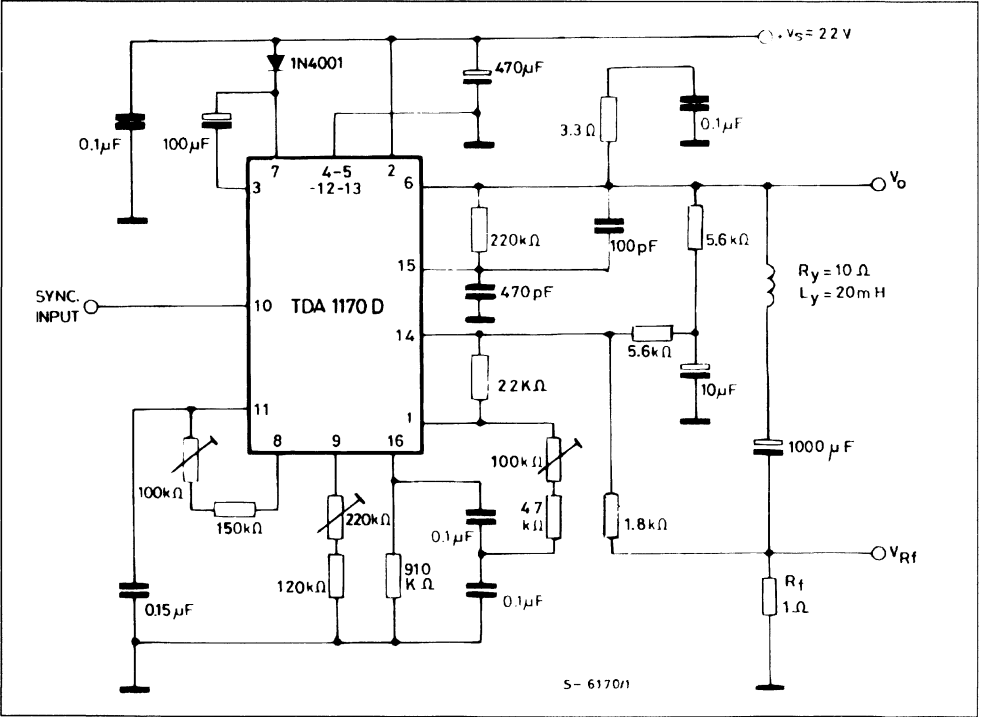 + Vs = 22 V
1N4001
470µF
0.1µF
100µF
3.3 Ω
0.1µF
7
4-5
-12-13
2
3
6
Vo
220kΩ
100pF
5.6kΩ
15
470 pF
Ry = 10 Ω
Ly = 20mH
SYNC.
INPUT
10
TDA 1170 D
14
5.6kΩ
22KΩ
10µF
11
1
8
9
16
100kΩ
1000 µF
100kΩ
150kΩ
220kΩ
0.1µF
47
kΩ
1.8kΩ
VRf
120kΩ
910
KΩ
0.1µF
Rf
1Ω
0.15µF
S- 6170/1